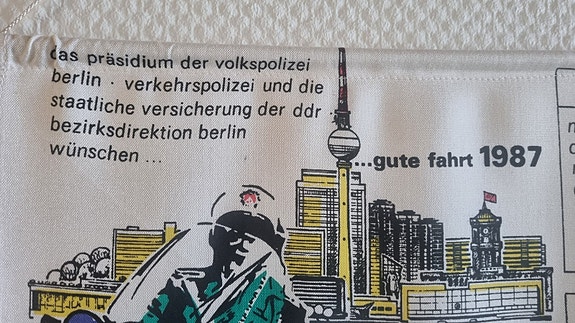 das präsidium der volkspolizei
berlin · verkehrspolizei und die
staatliche versicherung der ddr
bezirksdirektion berlin
wünschen ...
...gute fahrt 1987